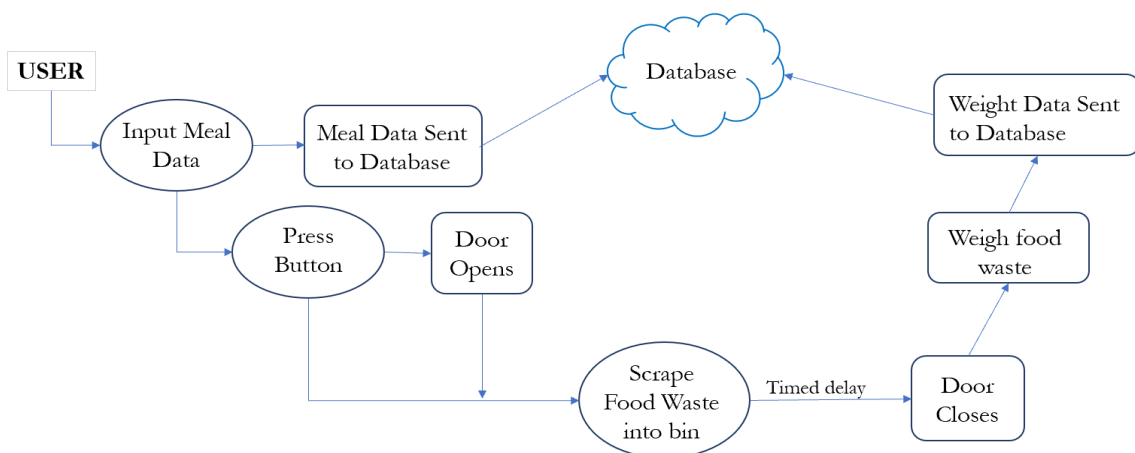 USER
Input Meal
Data
Meal Data Sent
to Database
Database
Weight Data Sent
to Database
Press
Button
Door
Opens
Weigh food
waste
Scrape
Food Waste
into bin
Timed delay
Door
Closes